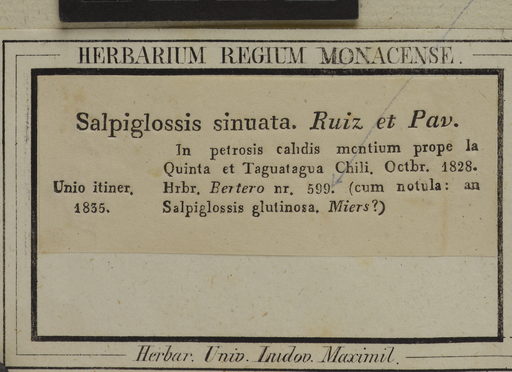 HERBARIUM REGIUM MONACENSE.
Salpiglossis sinuata. Ruiz et Pav.
In petrosis calidis montium prope la
Quinta et Taguatagua Chili. Octbr. 1828.
Unio itiner. Hrbr. Bertero nr. 599. (cum notula: an
1835. Salpiglossis glutinosa. Miers?)
Herbar. Univ. Ludov. Maximil.